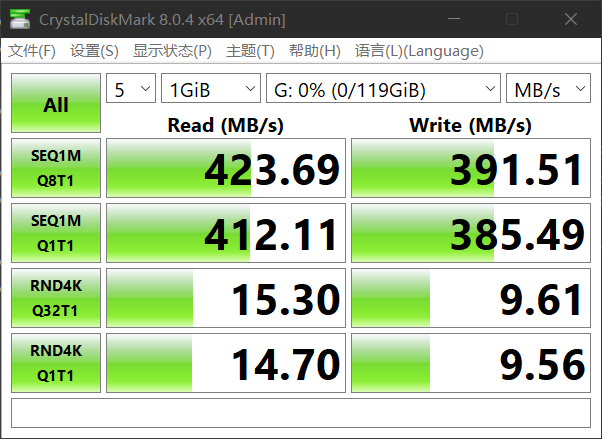 CrystalDiskMark 8.0.4 x64 [Admin]
文件(F) 设置(S) 显示状态(P) 主题(T) 帮助(H) 语言(L)(Language)
All 5 1GiB G: 0% (0/119GiB) MB/s
Read (MB/s) Write (MB/s)
SEQ1M
Q8T1 423.69 391.51
SEQ1M
Q1T1 412.11 385.49
RND4K
Q32T1 15.30 9.61
RND4K
Q1T1 14.70 9.56